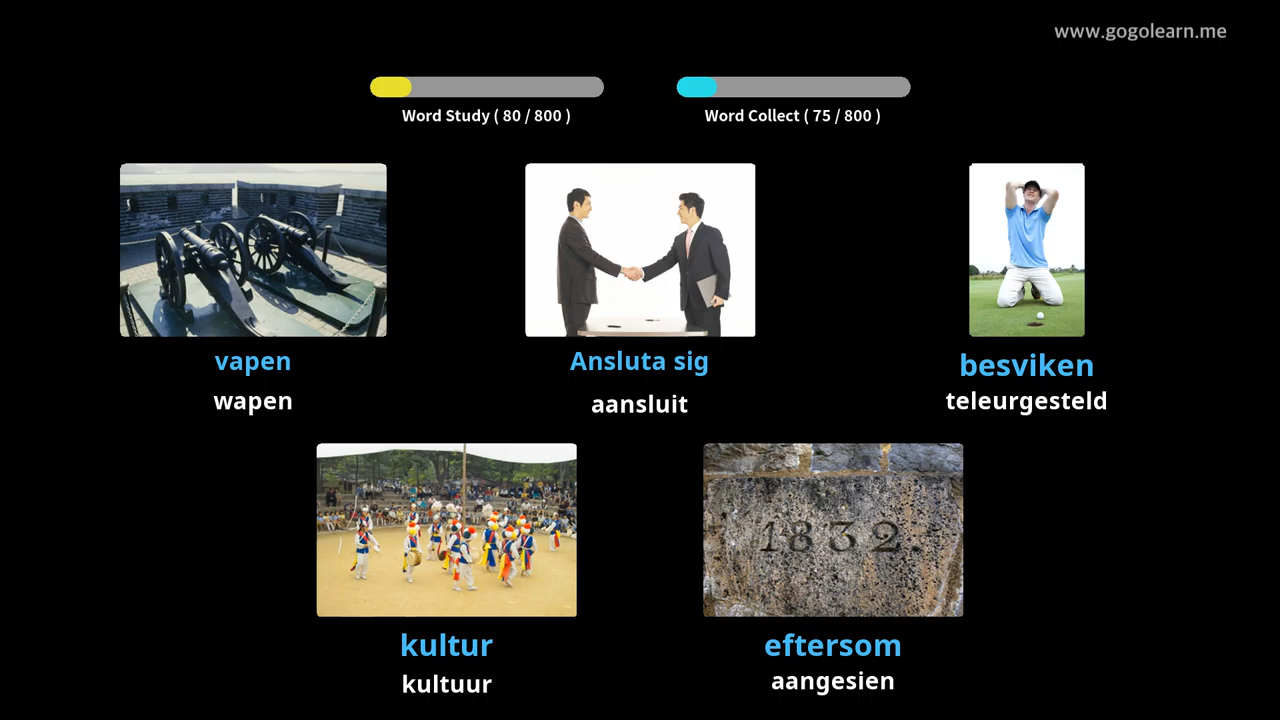 www.gogolearn.me
Word Study ( 80 / 800 )
Word Collect ( 75 / 800 )
vapen
wapen
Ansluta sig
aansluit
besviken
teleurgesteld
1832.
kultur
kultuur
eftersom
aangesien